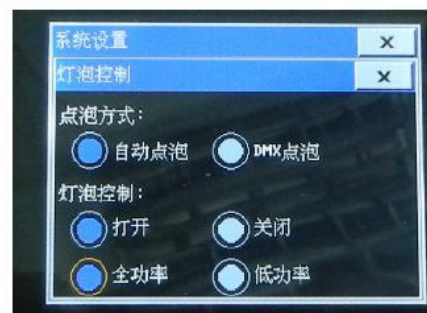 系统设置 ×
灯泡控制 ×
点泡方式:
自动点泡 DMX点泡
灯泡控制:
打开 关闭
全功率 低功率